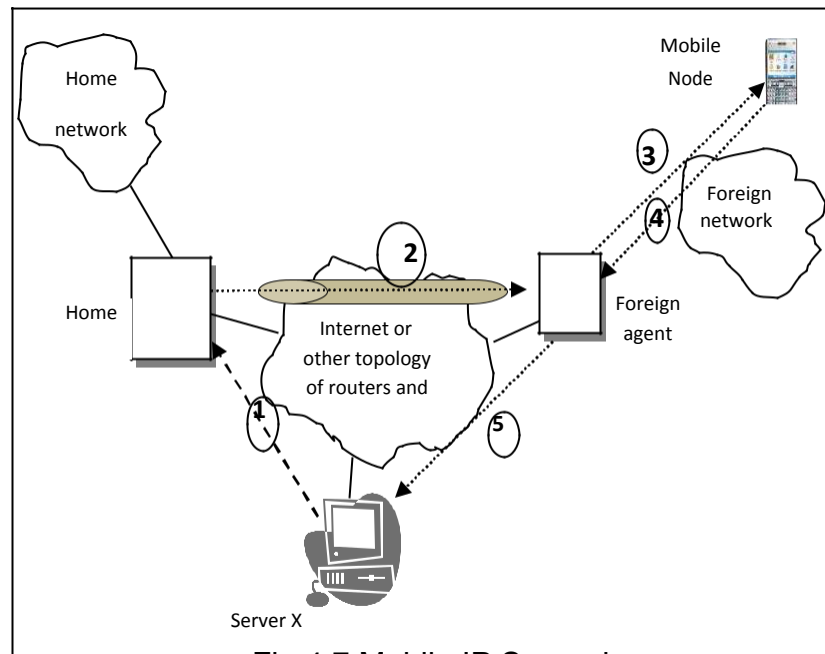 Mobile
Node
Home
network
3
4
Foreign
network
2
Home
Foreign
agent
Internet or
other topology
of routers and
1
5
Server X